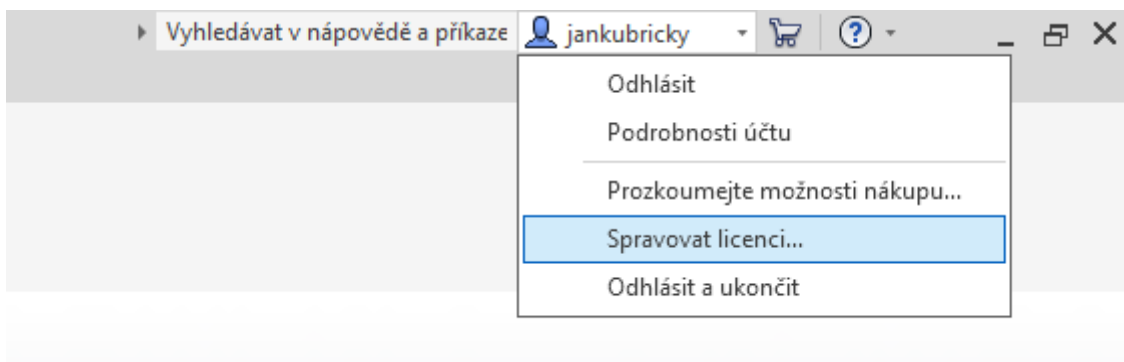 Vyhledávat v nápovědě a příkaze jankubricky
Odhlásit
Podrobnosti účtu
Prozkoumejte možnosti nákupu...
Spravovat licenci...
Odhlásit a ukončit